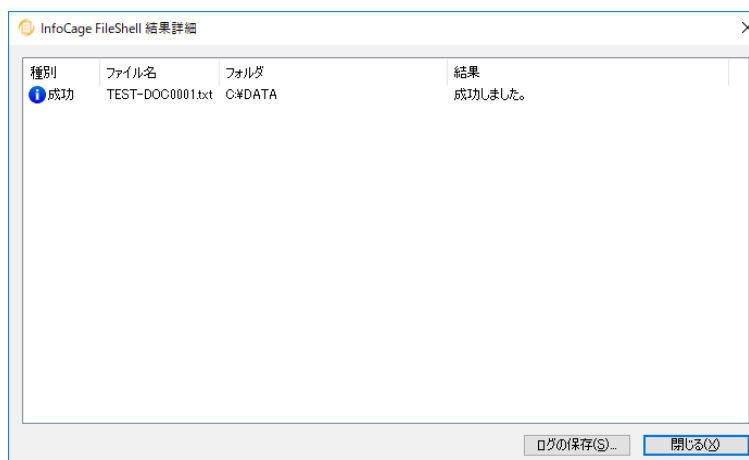 InfoCage FileShell 結果詳細
種別 ファイル名 フォルダ 結果
成功 TEST-DOC0001.txt C:¥DATA 成功しました。
ログの保存(S)... 閉じる(X)